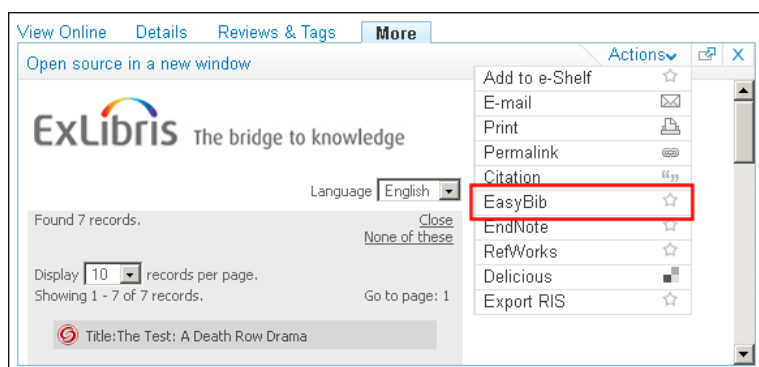 View Online Details Reviews & Tags More
Open source in a new window
Actions
X
Add to e-Shelf
E-mail
Print
Permalink
Citation
EasyBib
EndNote
RefWorks
Delicious
Export RIS
ExLibris The bridge to knowledge
Language English
Found 7 records.
Close
None of these
Display 10 records per page.
Showing 1 - 7 of 7 records.
Go to page: 1
Title:The Test: A Death Row Drama